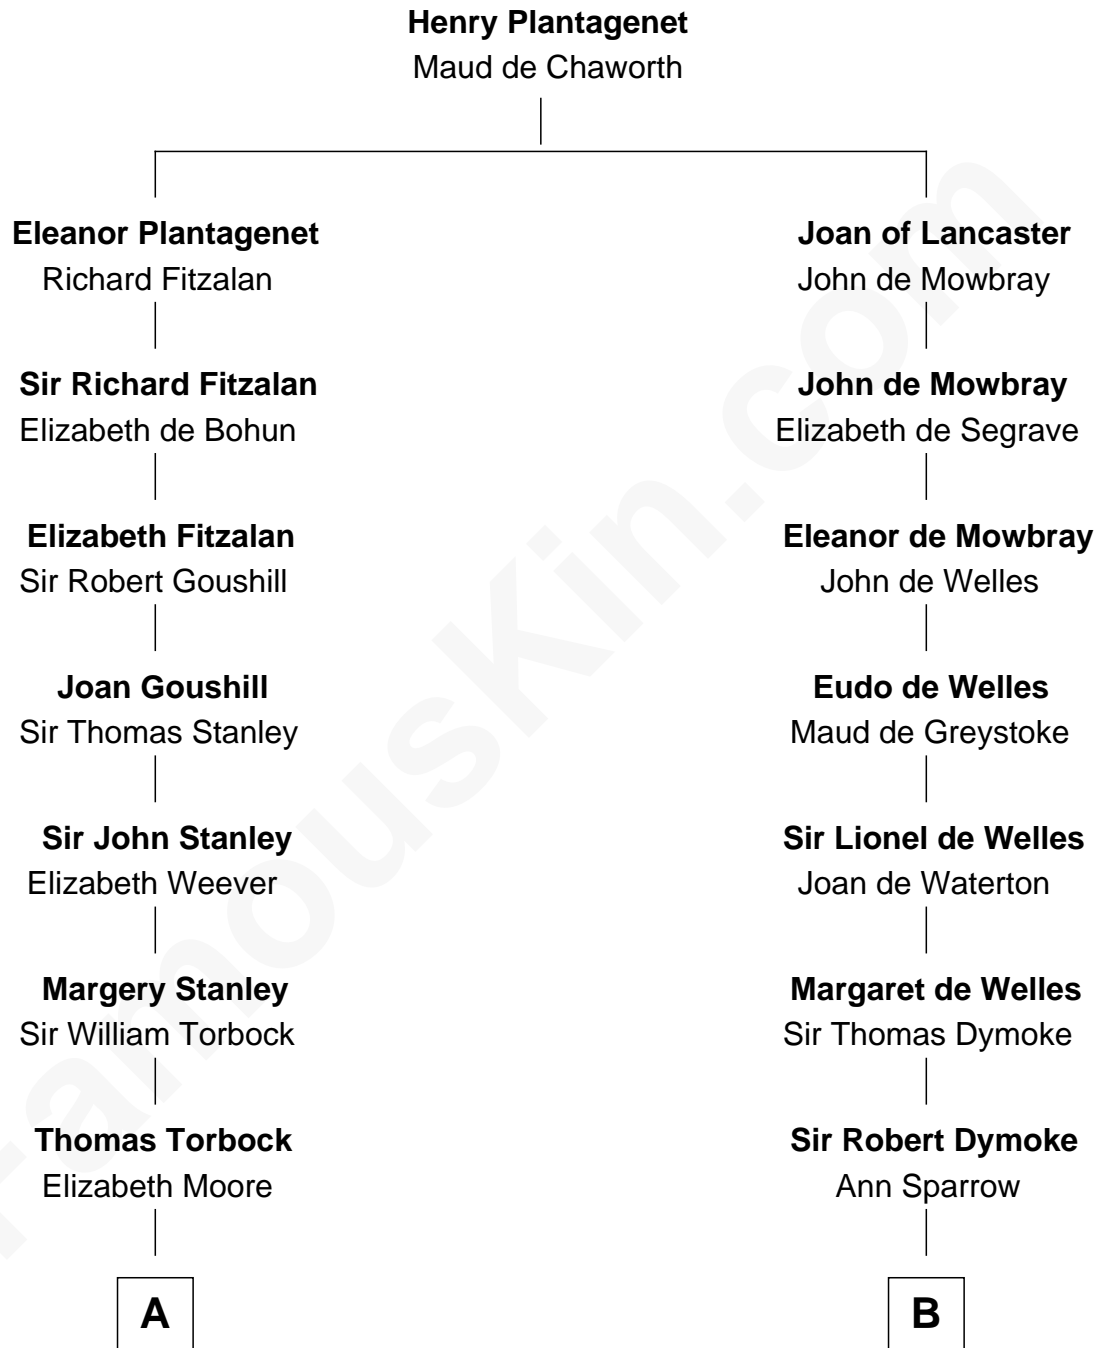 Henry Plantagenet
Maud de Chaworth
Eleanor Plantagenet
Richard Fitzalan
Sir Richard Fitzalan
Elizabeth de Bohun
Elizabeth Fitzalan
Sir Robert Goushill
Joan Goushill
Sir Thomas Stanley
Sir John Stanley
Elizabeth Weever
Margery Stanley
Sir William Torbock
Thomas Torbock
Elizabeth Moore
A
Joan of Lancaster
John de Mowbray
John de Mowbray
Elizabeth de Segrave
Eleanor de Mowbray
John de Welles
Eudo de Welles
Maud de Greystoke
Sir Lionel de Welles
Joan de Waterton
Margaret de Welles
Sir Thomas Dymoke
Sir Robert Dymoke
Ann Sparrow
B
FamousKin.com